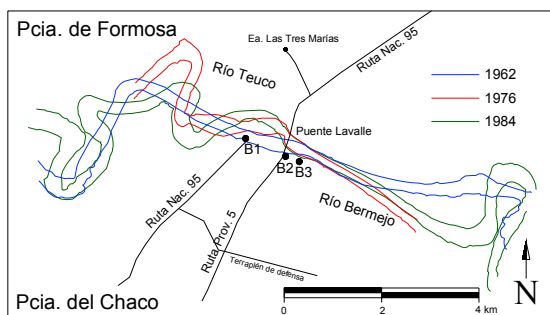 Pcia. de Formosa
Ea. Las Tres Marías
Ruta Nac. 95
Río Teuco
1962
1976
1984
Puente Lavalle
B1
B2
B3
Río Bermejo
Ruta Nac. 95
Ruta Prov. 5
Terraplén de defensa
Pcia. del Chaco
N
0
2
4 km